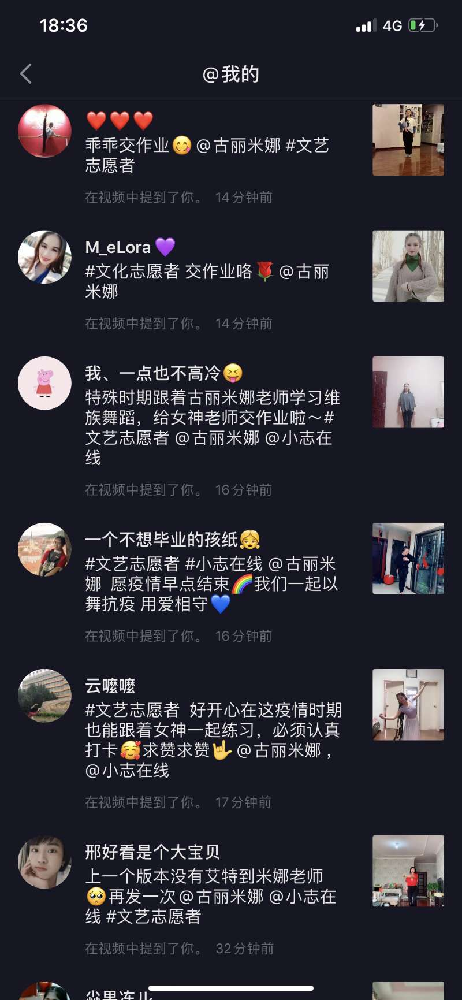 18:36
4G
@我的
❤️❤️❤️
乖乖交作业😋@古丽米娜 #文艺
志愿者
在视频中提到了你。 14分钟前
M_eLora💜
#文化志愿者 交作业咯🌹@古丽
米娜
在视频中提到了你。 14分钟前
我、一点也不高冷😝
特殊时期跟着古丽米娜老师学习维
族舞蹈，给女神老师交作业啦～#
文艺志愿者 @古丽米娜 @小志在
线
在视频中提到了你。 16分钟前
一个不想毕业的孩纸👧
#文艺志愿者 #小志在线 @古丽米
娜 愿疫情早点结束🌈我们一起以
舞抗疫 用爱相守💙
在视频中提到了你。 16分钟前
云嚒嚒
#文艺志愿者 好开心在这疫情时期
也能跟着女神一起练习，必须认真
打卡🥰求赞求赞🤟@古丽米娜，
@小志在线
在视频中提到了你。 17分钟前
邢好看是个大宝贝
上一个版本没有艾特到米娜老师
🥺再发一次@古丽米娜 @小志在
线 #文艺志愿者
在视频中提到了你。 32分钟前